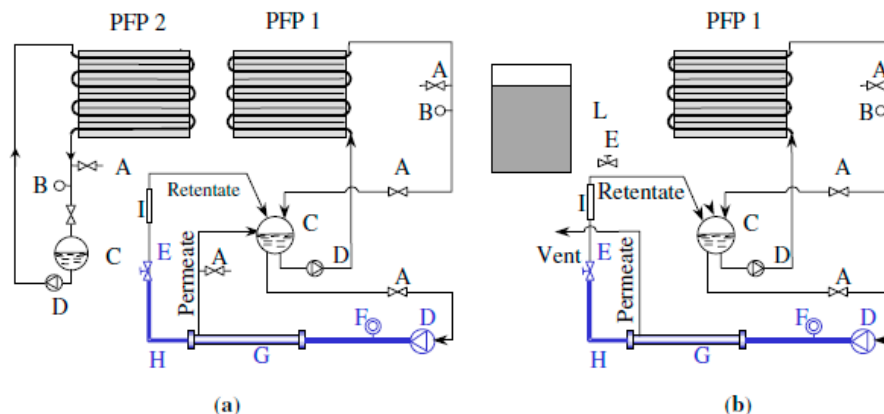 PFP 2
PFP 1
A
B
A
B
Retentate
I
A
C
C
E
D
A
Permeate
A
D
F
D
H
G
(a)
PFP 1
A
B
L
E
A
I
Retentate
C
Vent
E
D
A
Permeate
F
D
H
G
(b)